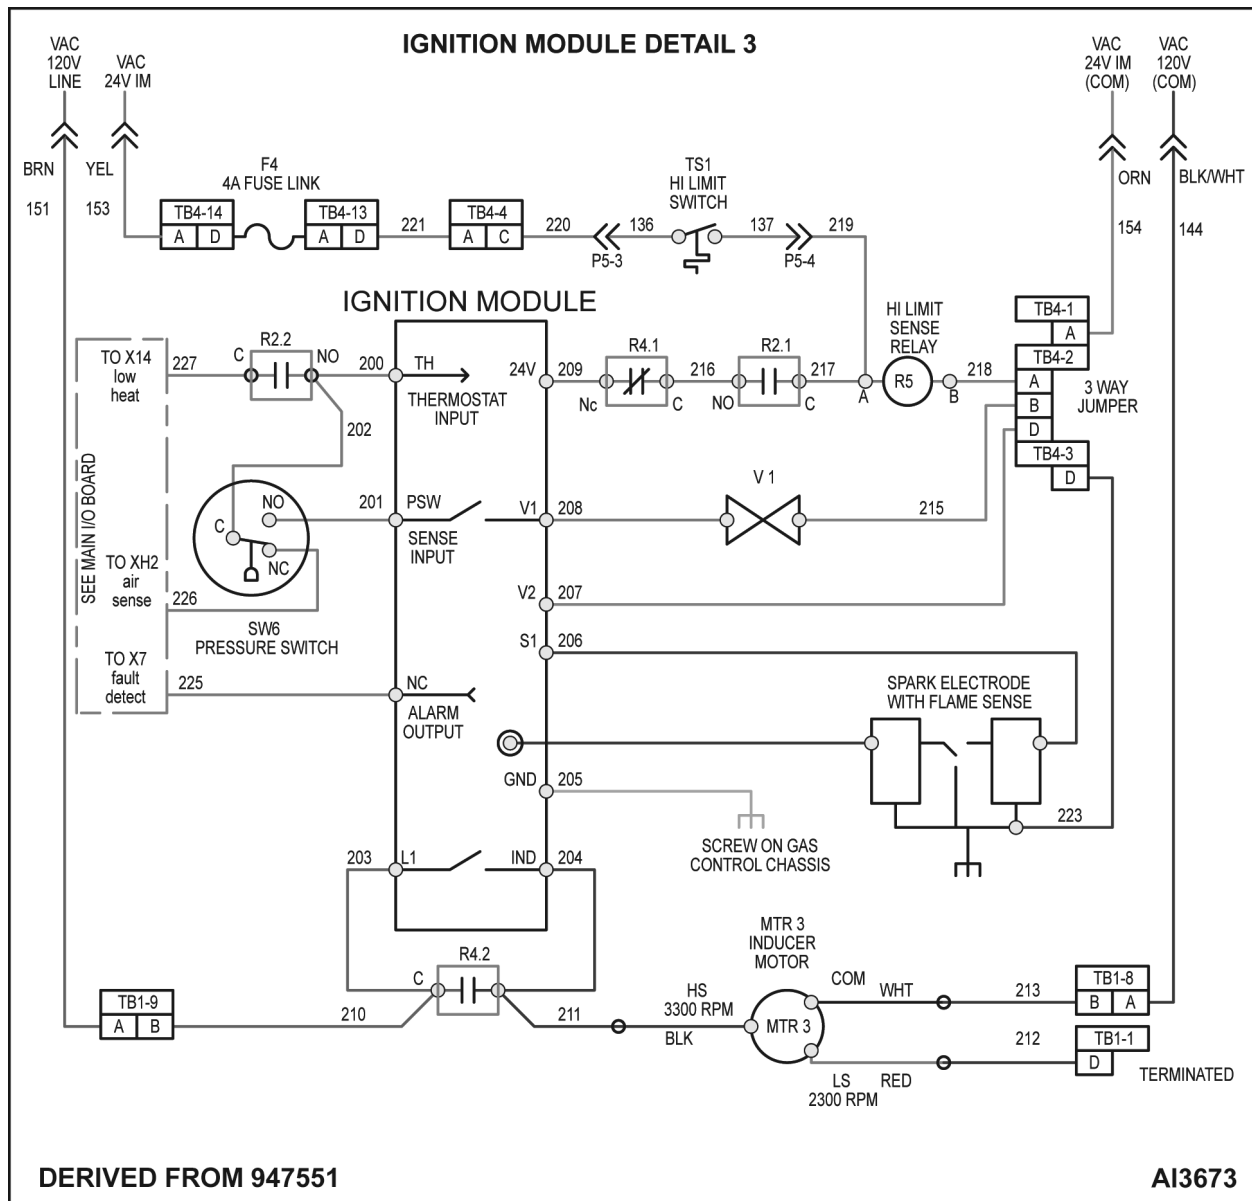 IGNITION MODULE DETAIL 3
VAC
120V
LINE
VAC
24V IM
VAC
24V IM
(COM)
VAC
120V
(COM)
BRN
YEL
151
153
F4
4A FUSE LINK
TS1
HI LIMIT
SWITCH
ORN
BLK/WHT
154
144
TB4-14
A D
TB4-13
A D
221
TB4-4
A C
220
136
137
219
P5-3
P5-4
IGNITION MODULE
TO X14
low
heat
227
C
R2.2
NO
200
TH
THERMOSTAT
INPUT
24V
209
R4.1
Nc
C
216
R2.1
NO
C
217
HI LIMIT
SENSE
RELAY
A
R5
B
218
TB4-1
A
TB4-2
A
B
D
TB4-3
D
3 WAY
JUMPER
202
SEE MAIN I/O BOARD
NO
C
NC
201
PSW
SENSE
INPUT
V1
208
V 1
215
TO XH2
air
sense
226
SW6
PRESSURE SWITCH
V2
207
S1
206
TO X7
fault
detect
225
NC
ALARM
OUTPUT
SPARK ELECTRODE
WITH FLAME SENSE
GND
205
223
SCREW ON GAS
CONTROL CHASSIS
203
L1
IND
204
C
R4.2
MTR 3
INDUCER
MOTOR
TB1-9
A B
210
211
HS
3300 RPM
BLK
MTR 3
COM
WHT
213
TB1-8
B A
212
TB1-1
D
LS
RED
2300 RPM
TERMINATED
DERIVED FROM 947551
AI3673